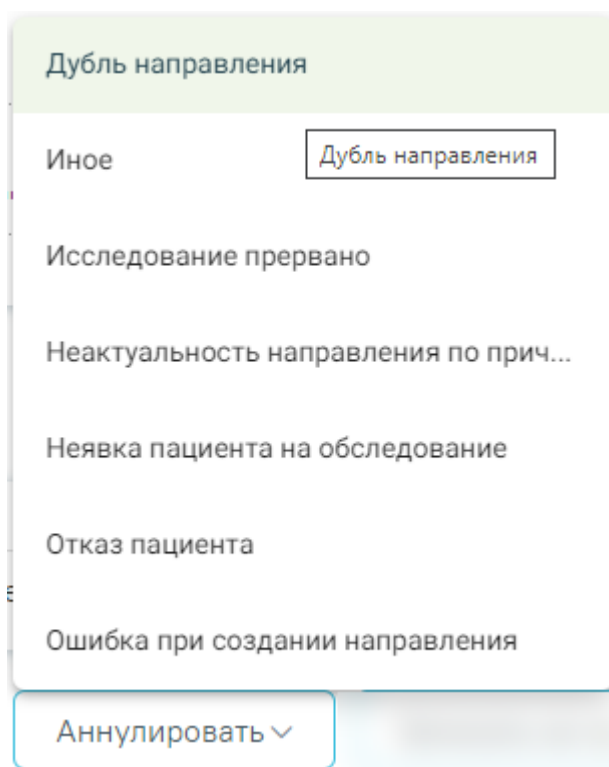 Дубль направления
Иное
Дубль направления
Исследование прервано
Неактуальность направления по прич...
Неявка пациента на обследование
Отказ пациента
Ошибка при создании направления
Аннулировать